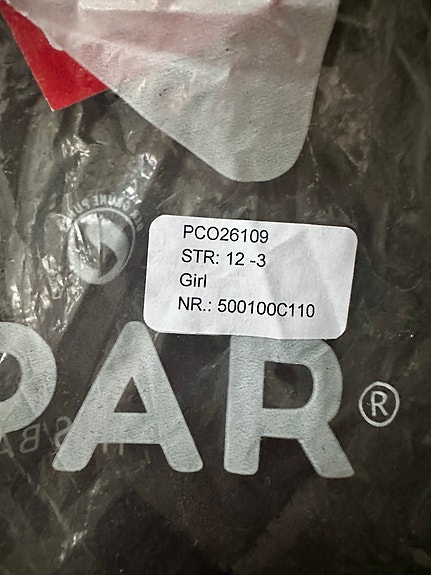 PCO26109
STR: 12 -3
Girl
NR.: 500100C110
PAR®